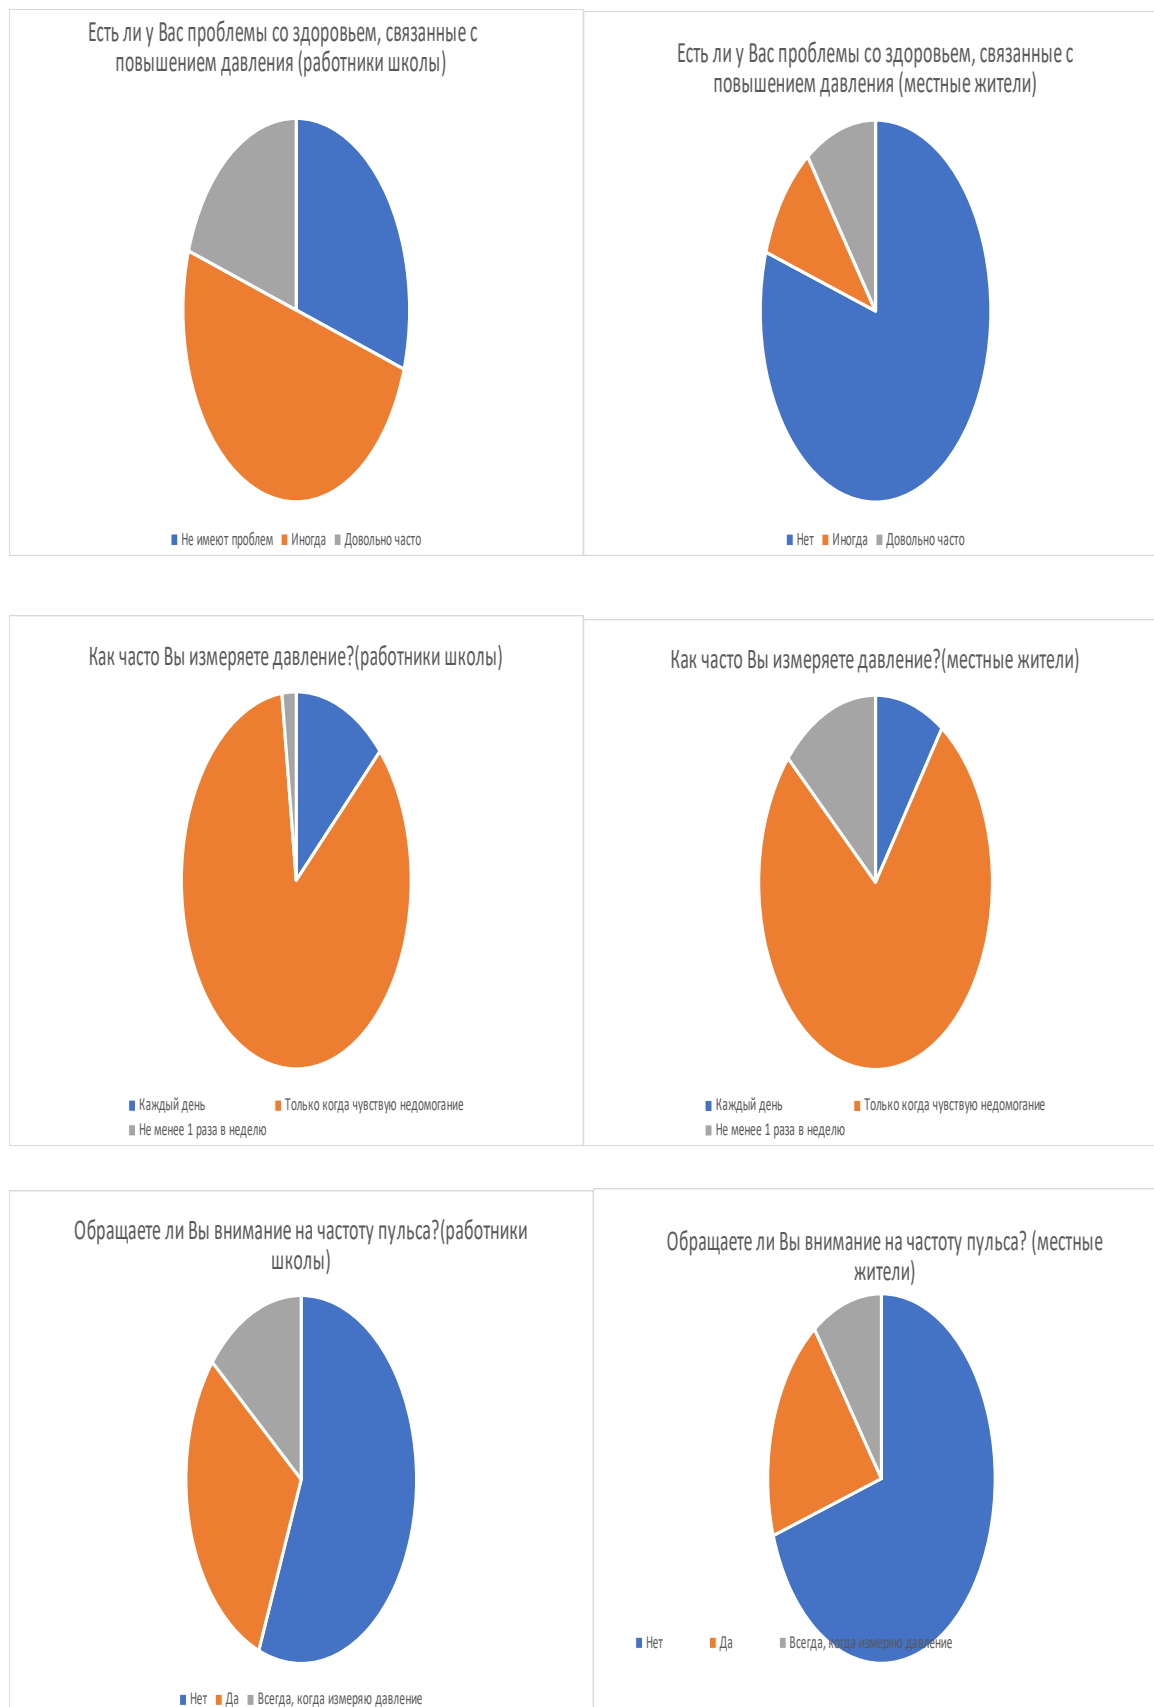 Есть ли у Вас проблемы со здоровьем, связанные с
повышением давления (работники школы)
Не имеют проблем Иногда Довольно часто
Есть ли у Вас проблемы со здоровьем, связанные с
повышением давления (местные жители)
Нет Иногда Довольно часто
Как часто Вы измеряете давление?(работники школы)
Каждый день Только когда чувствую недомогание
Не менее 1 раза в неделю
Как часто Вы измеряете давление?(местные жители)
Каждый день Только когда чувствую недомогание
Не менее 1 раза в неделю
Обращаете ли Вы внимание на частоту пульса?(работники
школы)
Нет Да Всегда, когда измеряю давление
Обращаете ли Вы внимание на частоту пульса? (местные
жители)
Нет Да Всегда, когда измеряю давление